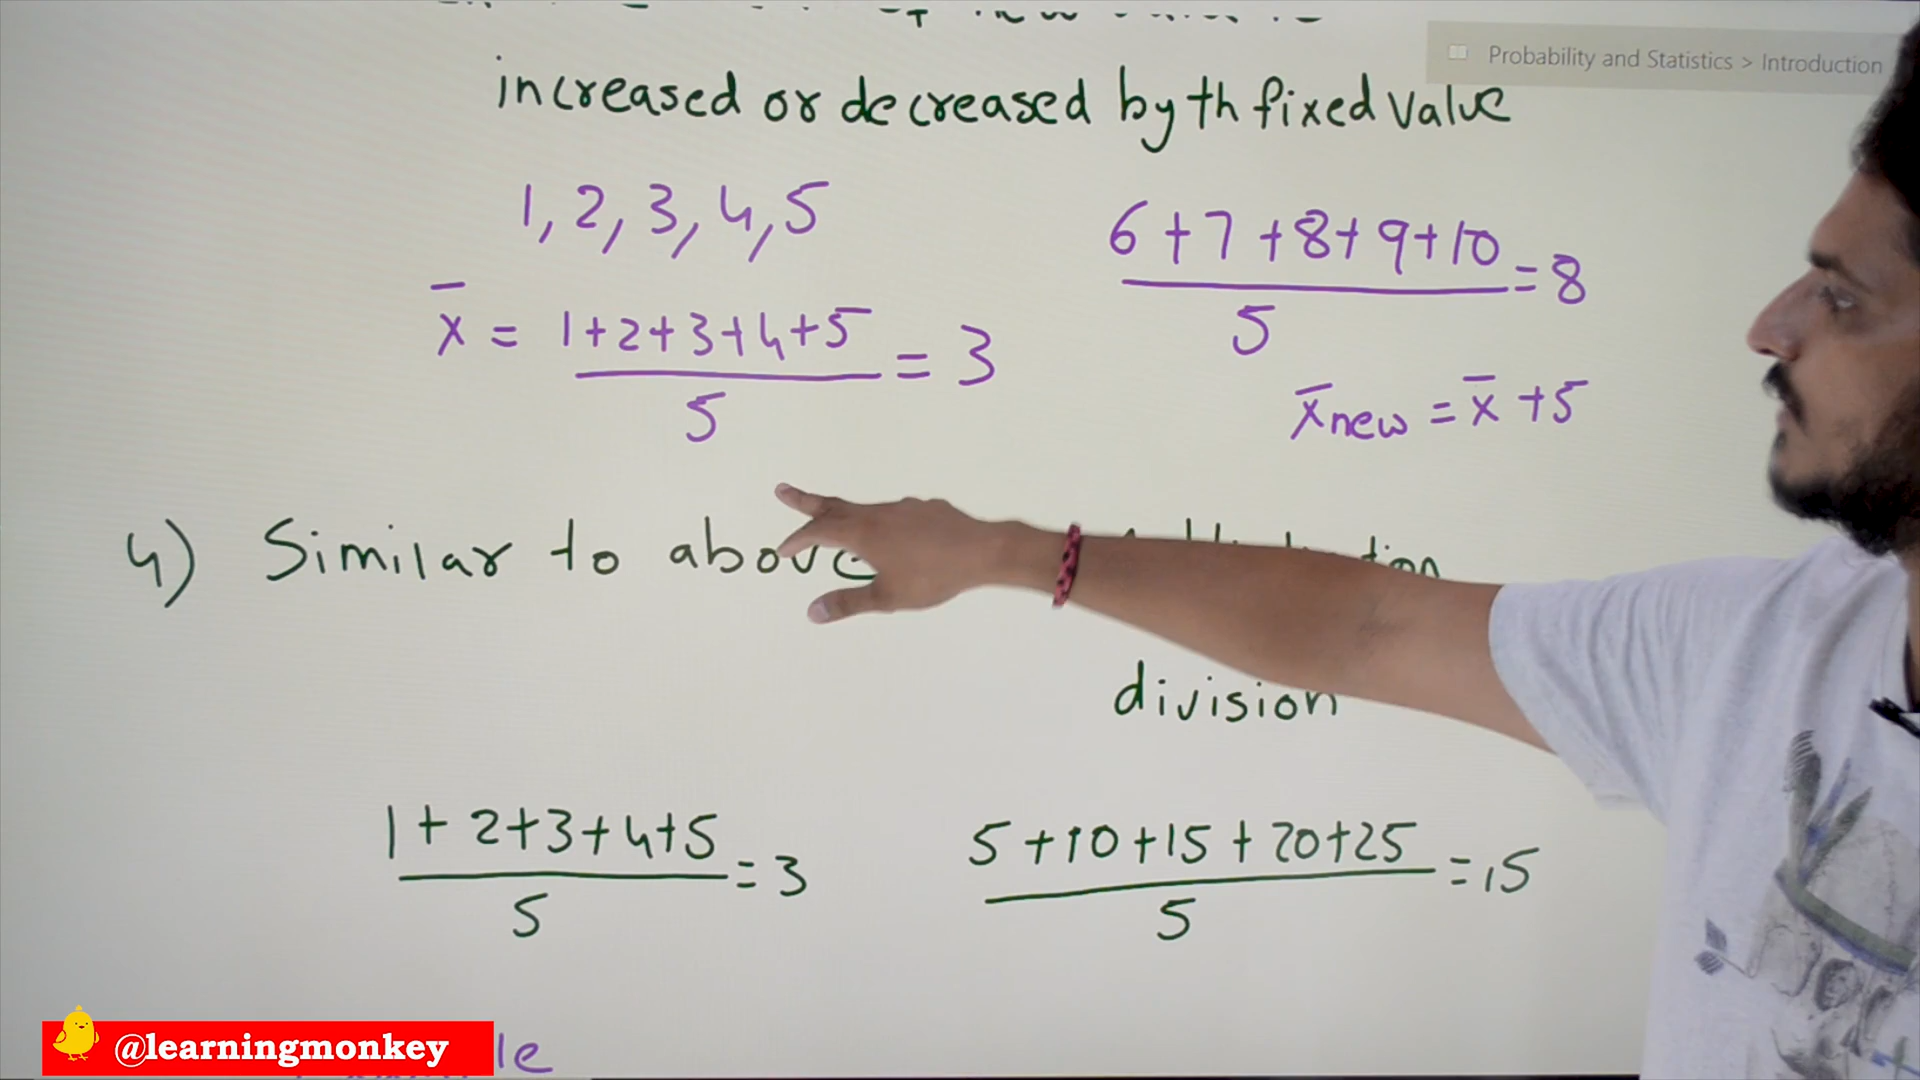 Probability and Statistics > Introduction
increased or decreased by th fixed value
1, 2, 3, 4, 5
x̄ = 1+2+3+4+5 / 5 = 3
6+7+8+9+10 / 5 = 8
x̄new = x̄ +5
4) Similar to above
division
1+2+3+4+5 / 5 = 3
5+10+15+20+25 / 5 = 15
@learningmonkey